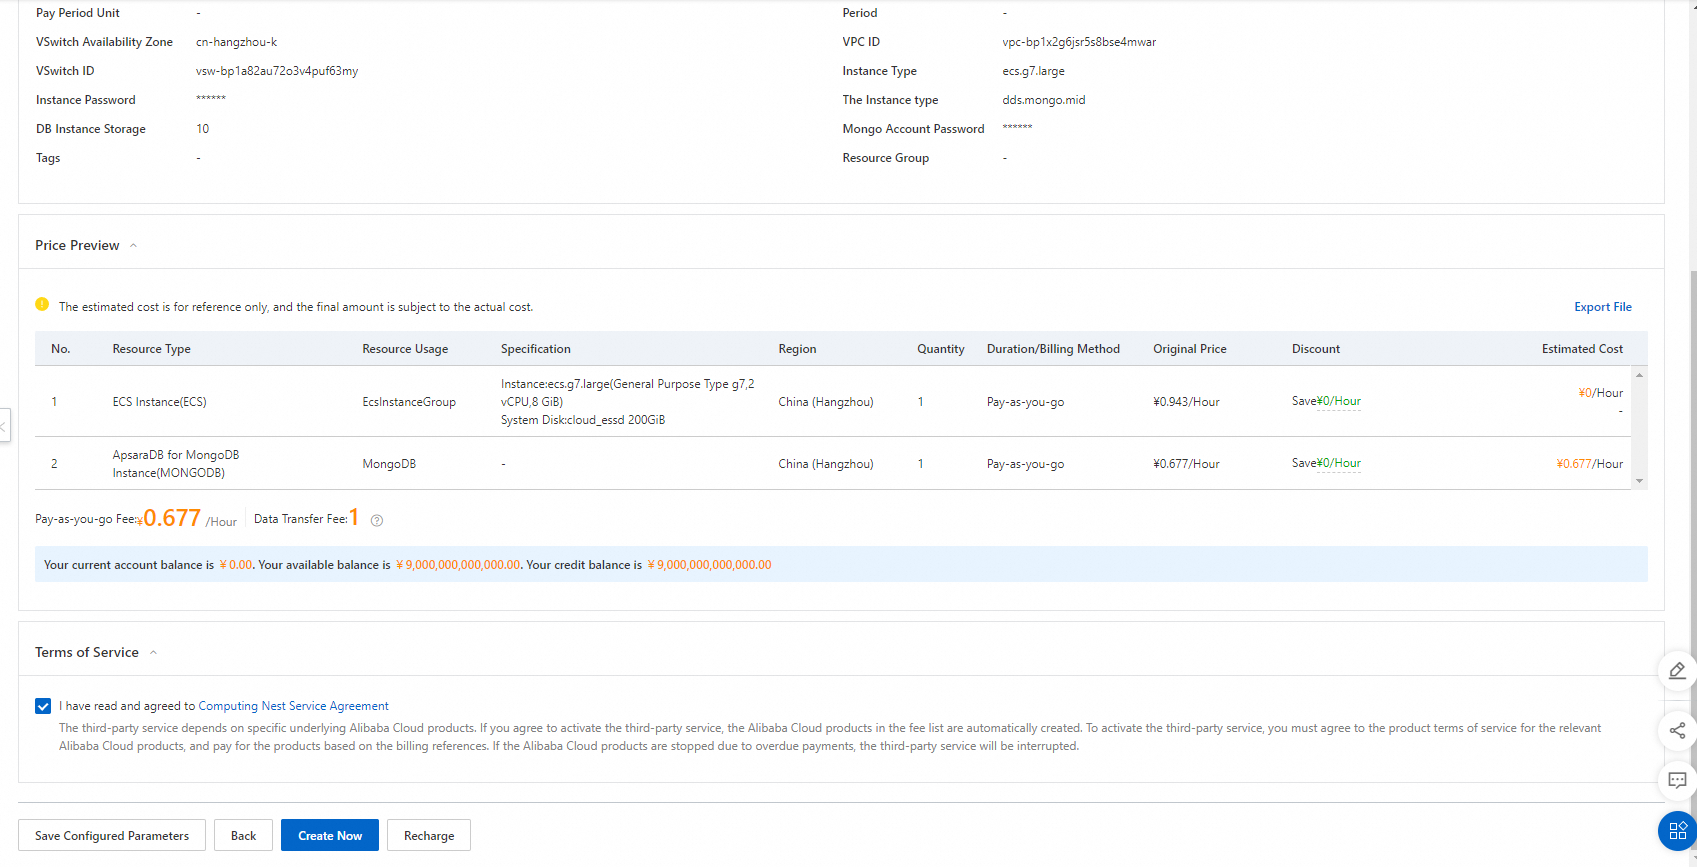 Pay Period Unit - Period -
VSwitch Availability Zone cn-hangzhou-k VPC ID vpc-bp1x2g6jsr5s8bse4mwar
VSwitch ID vsw-bp1a82au72o3v4puf63my Instance Type ecs.g7.large
Instance Password ****** The Instance type dds.mongo.mid
DB Instance Storage 10 Mongo Account Password ******
Tags - Resource Group -
Price Preview
The estimated cost is for reference only, and the final amount is subject to the actual cost. Export File
No. Resource Type Resource Usage Specification Region Quantity Duration/Billing Method Original Price Discount Estimated Cost
1 ECS Instance(ECS) EcsInstanceGroup Instance:ecs.g7.large(General Purpose Type g7,2
vCPU,8 GiB)
System Disk:cloud_essd 200GiB China (Hangzhou) 1 Pay-as-you-go ¥0.943/Hour Save¥0/Hour ¥0/Hour
-
2 ApsaraDB for MongoDB
Instance(MONGODB) MongoDB - China (Hangzhou) 1 Pay-as-you-go ¥0.677/Hour Save¥0/Hour ¥0.677/Hour
Pay-as-you-go Fee:¥0.677 /Hour Data Transfer Fee:1
Your current account balance is ¥ 0.00. Your available balance is ¥ 9,000,000,000,000.00. Your credit balance is ¥ 9,000,000,000,000.00
Terms of Service
I have read and agreed to Computing Nest Service Agreement
The third-party service depends on specific underlying Alibaba Cloud products. If you agree to activate the third-party service, the Alibaba Cloud products in the fee list are automatically created. To activate the third-party service, you must agree to the product terms of service for the relevant
Alibaba Cloud products, and pay for the products based on the billing references. If the Alibaba Cloud products are stopped due to overdue payments, the third-party service will be interrupted.
Save Configured Parameters Back Create Now Recharge